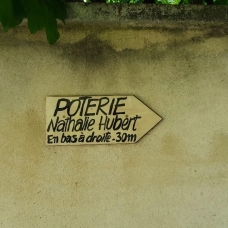 POTERIE
Nathalie Hubert
En bas à droite - 30m